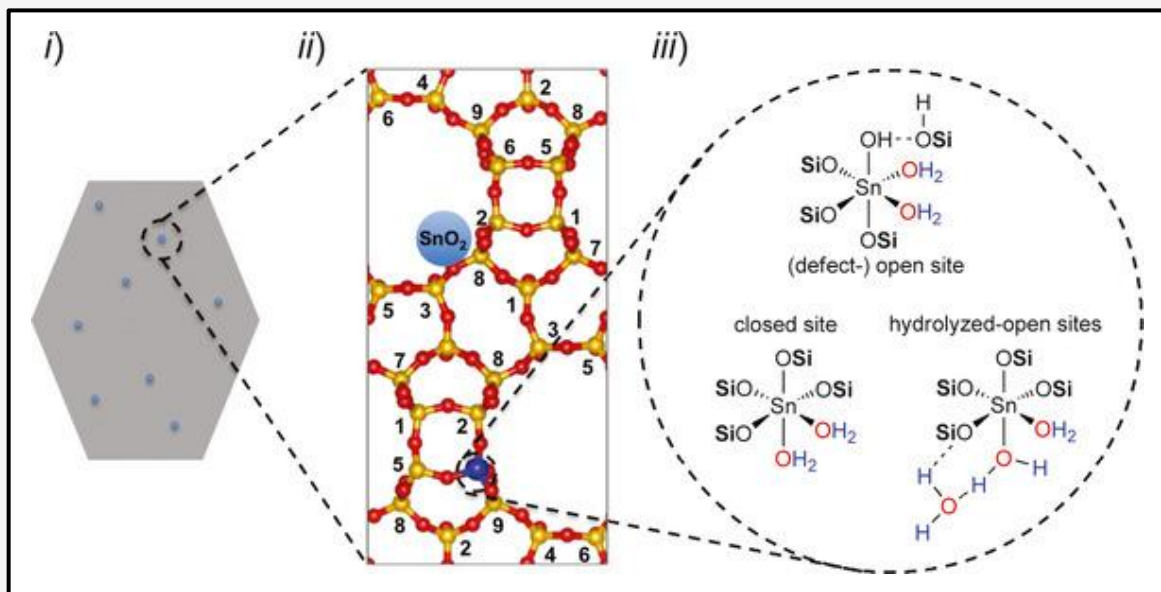 i)
ii)
iii)
4
2
6
9
8
6
5
2
1
SnO2
7
8
5
3
1
3
7
8
5
1
2
5
8
9
2
4
6
H
OH
OSi
SiO
OH2
Sn
SiO
OH2
OSi
(defect-) open site
closed site
hydrolyzed-open sites
OSi
SiO
OSi
Sn
SiO
OH2
OH2
OSi
SiO
OSi
Sn
SiO
OH2
H
O
H
H
O
H